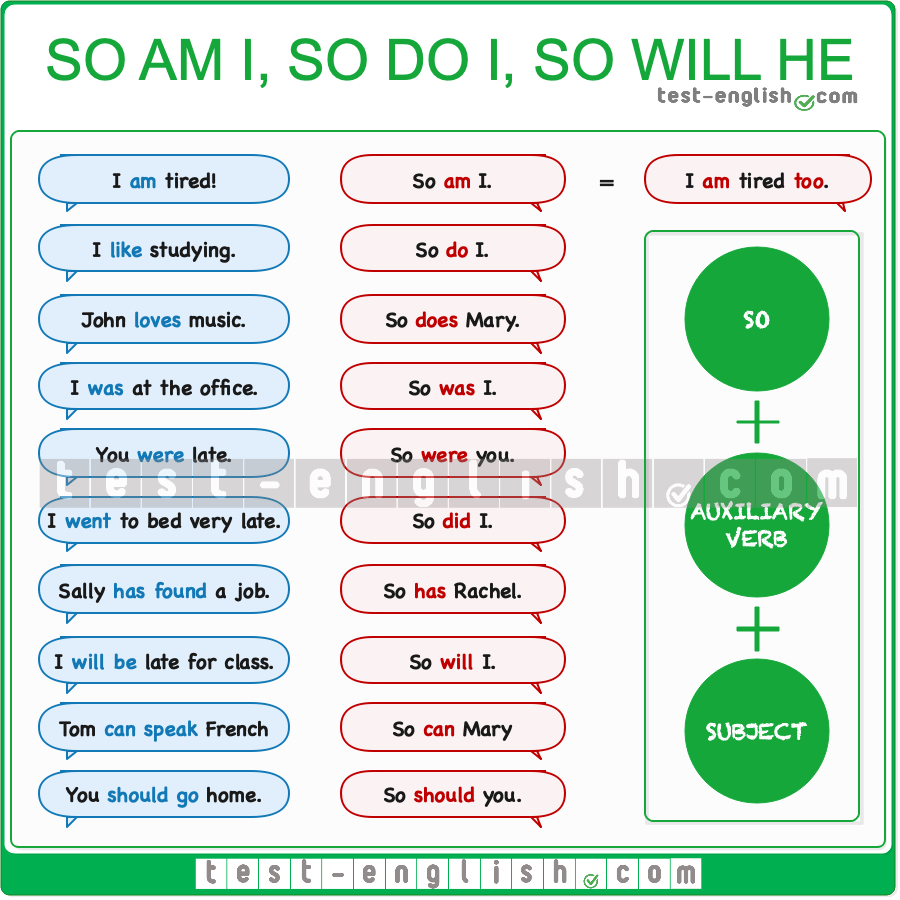 SO AM I, SO DO I, SO WILL HE
test-english.com
I am tired!
So am I.
=
I am tired too.
I like studying.
So do I.
John loves music.
So does Mary.
I was at the office.
So was I.
You were late.
So were you.
I went to bed very late.
So did I.
Sally has found a job.
So has Rachel.
I will be late for class.
So will I.
Tom can speak French
So can Mary
You should go home.
So should you.
SO
+
AUXILIARY
VERB
+
SUBJECT
test-english.com
test-english.com